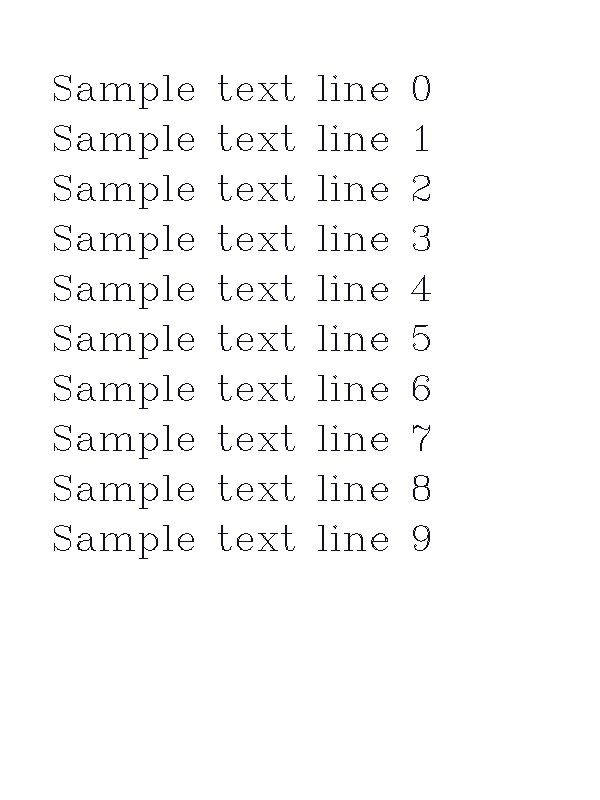 Sample text line 0
Sample text line 1
Sample text line 2
Sample text line 3
Sample text line 4
Sample text line 5
Sample text line 6
Sample text line 7
Sample text line 8
Sample text line 9